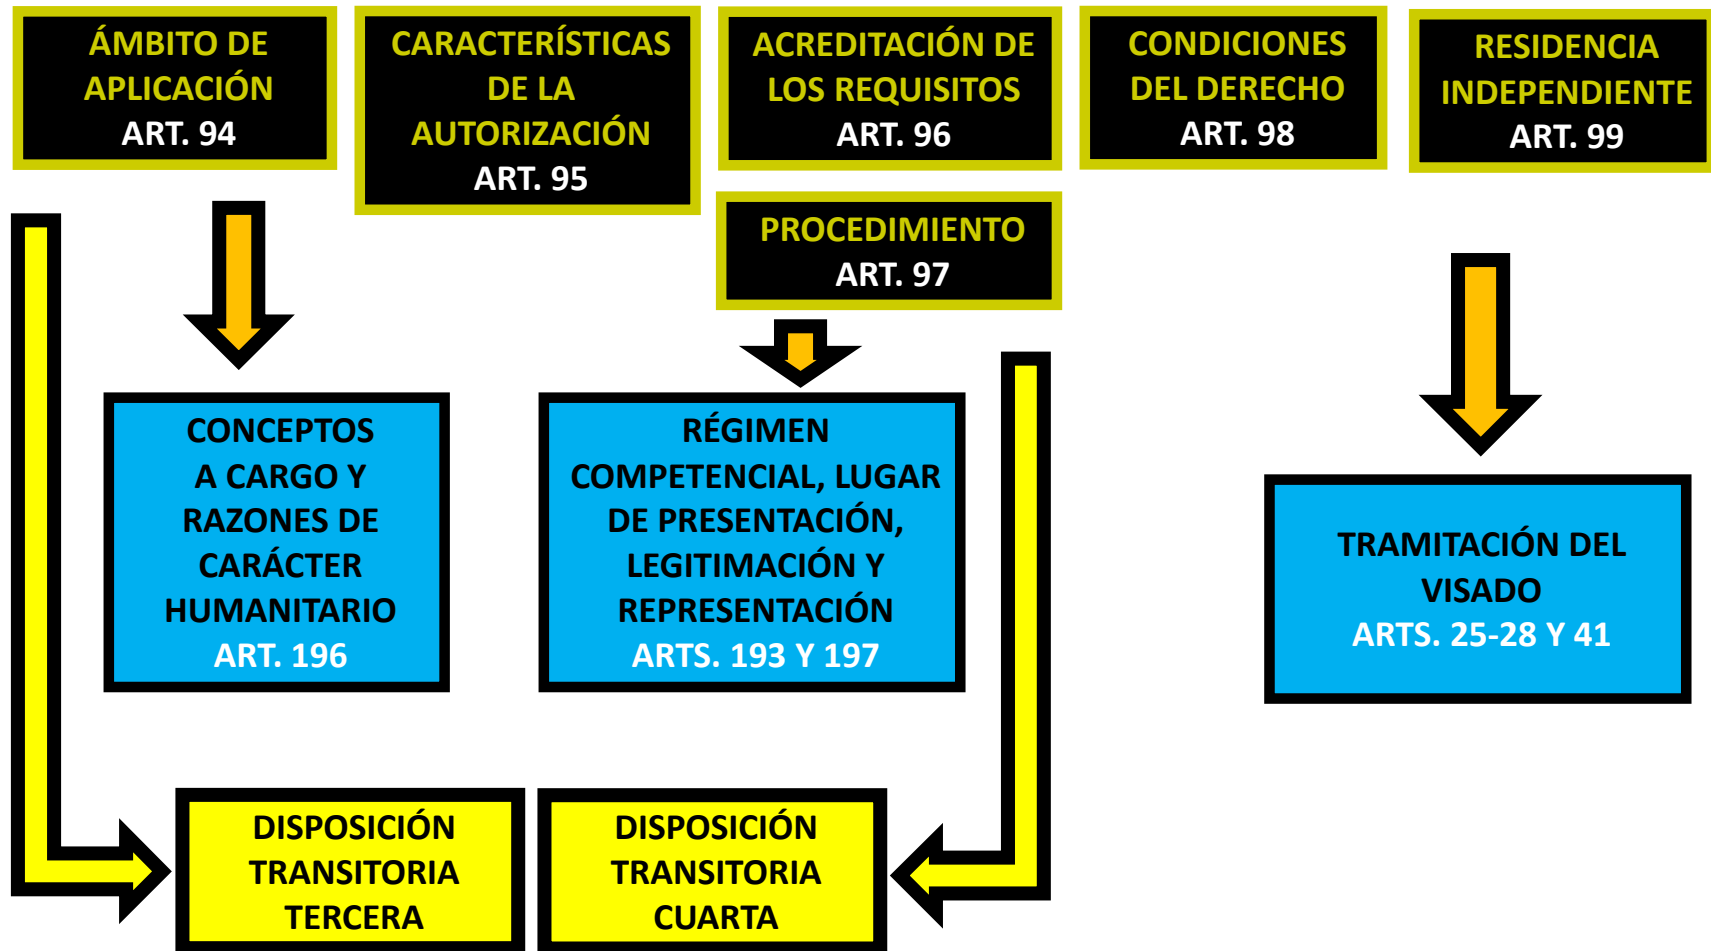 ÁMBITO DE
APLICACIÓN
ART. 94
CARACTERÍSTICAS
DE LA
AUTORIZACIÓN
ART. 95
ACREDITACIÓN DE
LOS REQUISITOS
ART. 96
CONDICIONES
DEL DERECHO
ART. 98
RESIDENCIA
INDEPENDIENTE
ART. 99
PROCEDIMIENTO
ART. 97
CONCEPTOS
A CARGO Y
RAZONES DE
CARÁCTER
HUMANITARIO
ART. 196
RÉGIMEN
COMPETENCIAL, LUGAR
DE PRESENTACIÓN,
LEGITIMACIÓN Y
REPRESENTACIÓN
ARTS. 193 Y 197
TRAMITACIÓN DEL
VISADO
ARTS. 25-28 Y 41
DISPOSICIÓN
TRANSITORIA
TERCERA
DISPOSICIÓN
TRANSITORIA
CUARTA